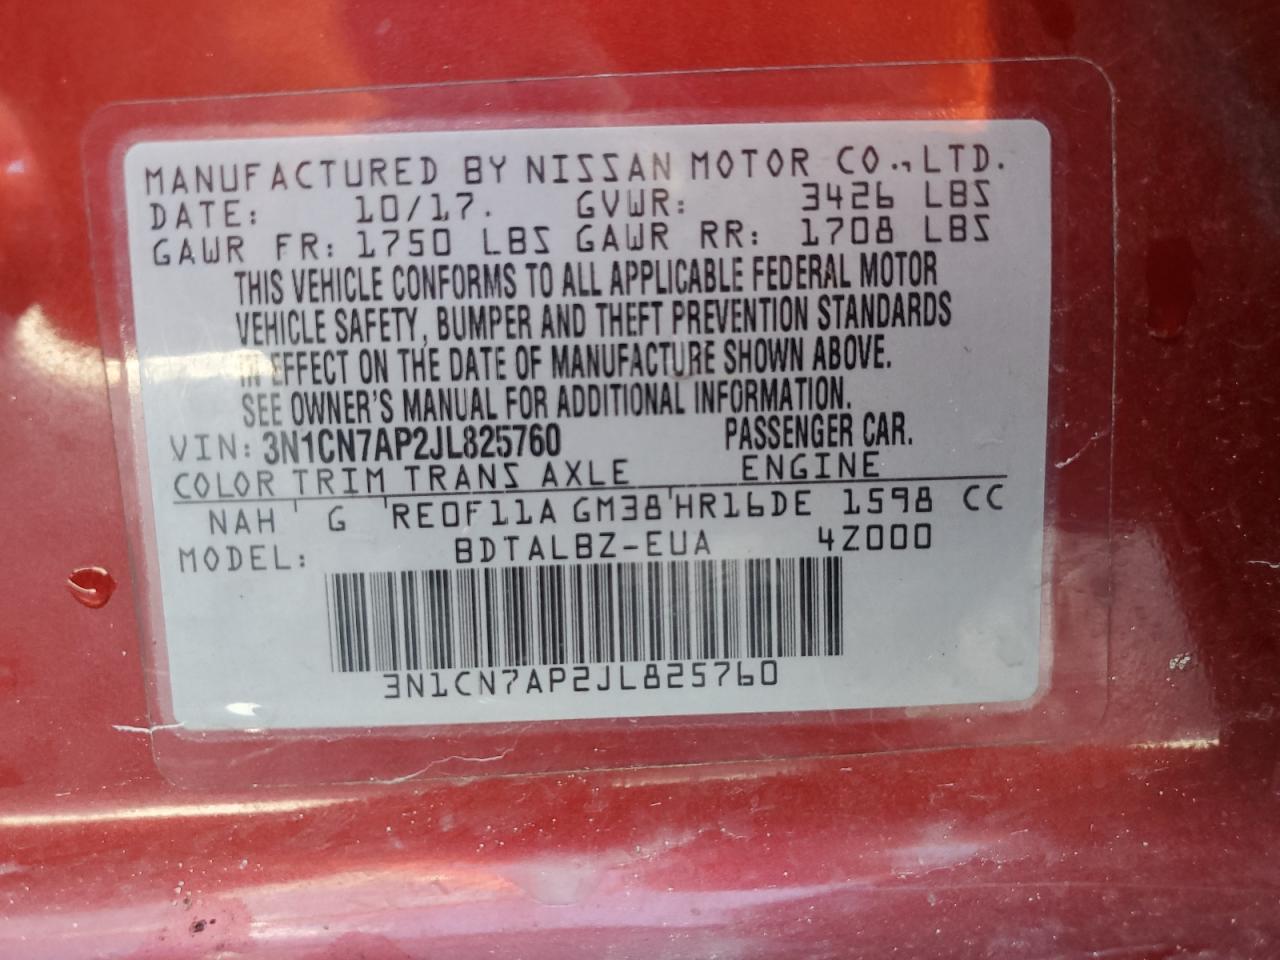 MANUFACTURED BY NISSAN MOTOR CO., LTD.
DATE: 10/17. GVWR: 3426 LBS
GAWR FR: 1750 LBS GAWR RR: 1708 LBS
THIS VEHICLE CONFORMS TO ALL APPLICABLE FEDERAL MOTOR
VEHICLE SAFETY, BUMPER AND THEFT PREVENTION STANDARDS
IN EFFECT ON THE DATE OF MANUFACTURE SHOWN ABOVE.
SEE OWNER'S MANUAL FOR ADDITIONAL INFORMATION.
VIN: 3N1CN7AP2JL825760 PASSENGER CAR.
COLOR TRIM TRANS AXLE ENGINE
NAH G RE0F11A GM38 HR16DE 1598 CC
MODEL: BDTALBZ-EUA 4Z000
3N1CN7AP2JL825760